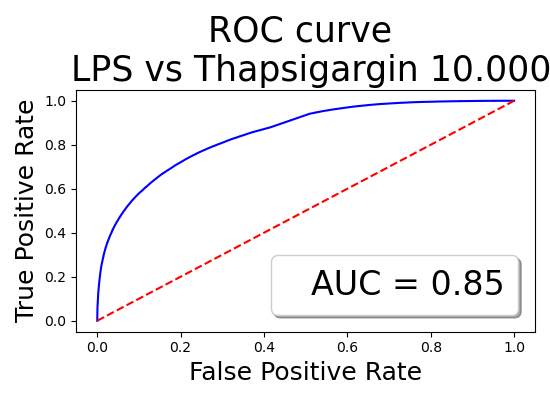 ROC curve
LPS vs Thapsigargin 10.000
True Positive Rate
1.0
0.8
0.6
0.4
0.2
0.0
AUC = 0.85
0.0 0.2 0.4 0.6 0.8 1.0
False Positive Rate